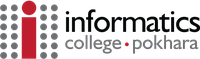 informatics
college • pokhara